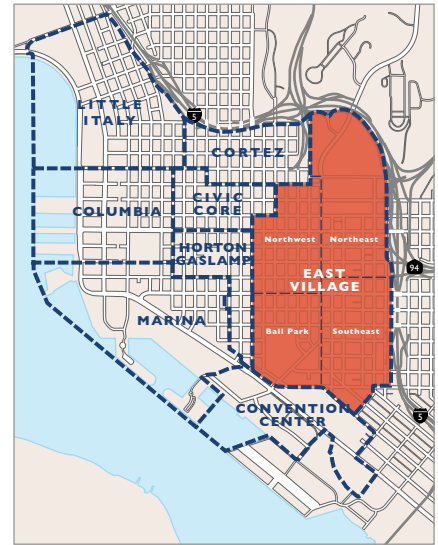 LITTLE
ITALY
5
CORTEZ
CIVIC
CORE
COLUMBIA
Northwest
Northeast
HORTON
GASLAMP
94
EAST
VILLAGE
MARINA
Ball Park
Southeast
CONVENTION
CENTER
5